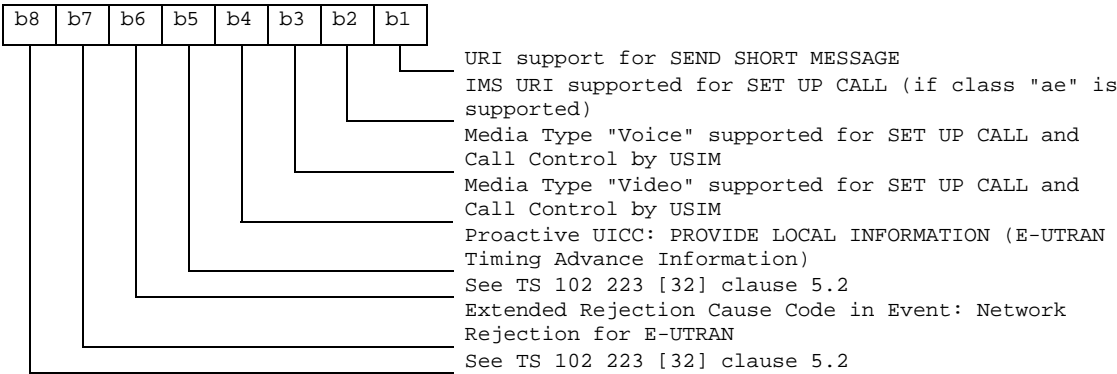 b8 b7 b6 b5 b4 b3 b2 b1
URI support for SEND SHORT MESSAGE
IMS URI supported for SET UP CALL (if class "ae" is
supported)
Media Type "Voice" supported for SET UP CALL and
Call Control by USIM
Media Type "Video" supported for SET UP CALL and
Call Control by USIM
Proactive UICC: PROVIDE LOCAL INFORMATION (E-UTRAN
Timing Advance Information)
See TS 102 223 [32] clause 5.2
Extended Rejection Cause Code in Event: Network
Rejection for E-UTRAN
See TS 102 223 [32] clause 5.2